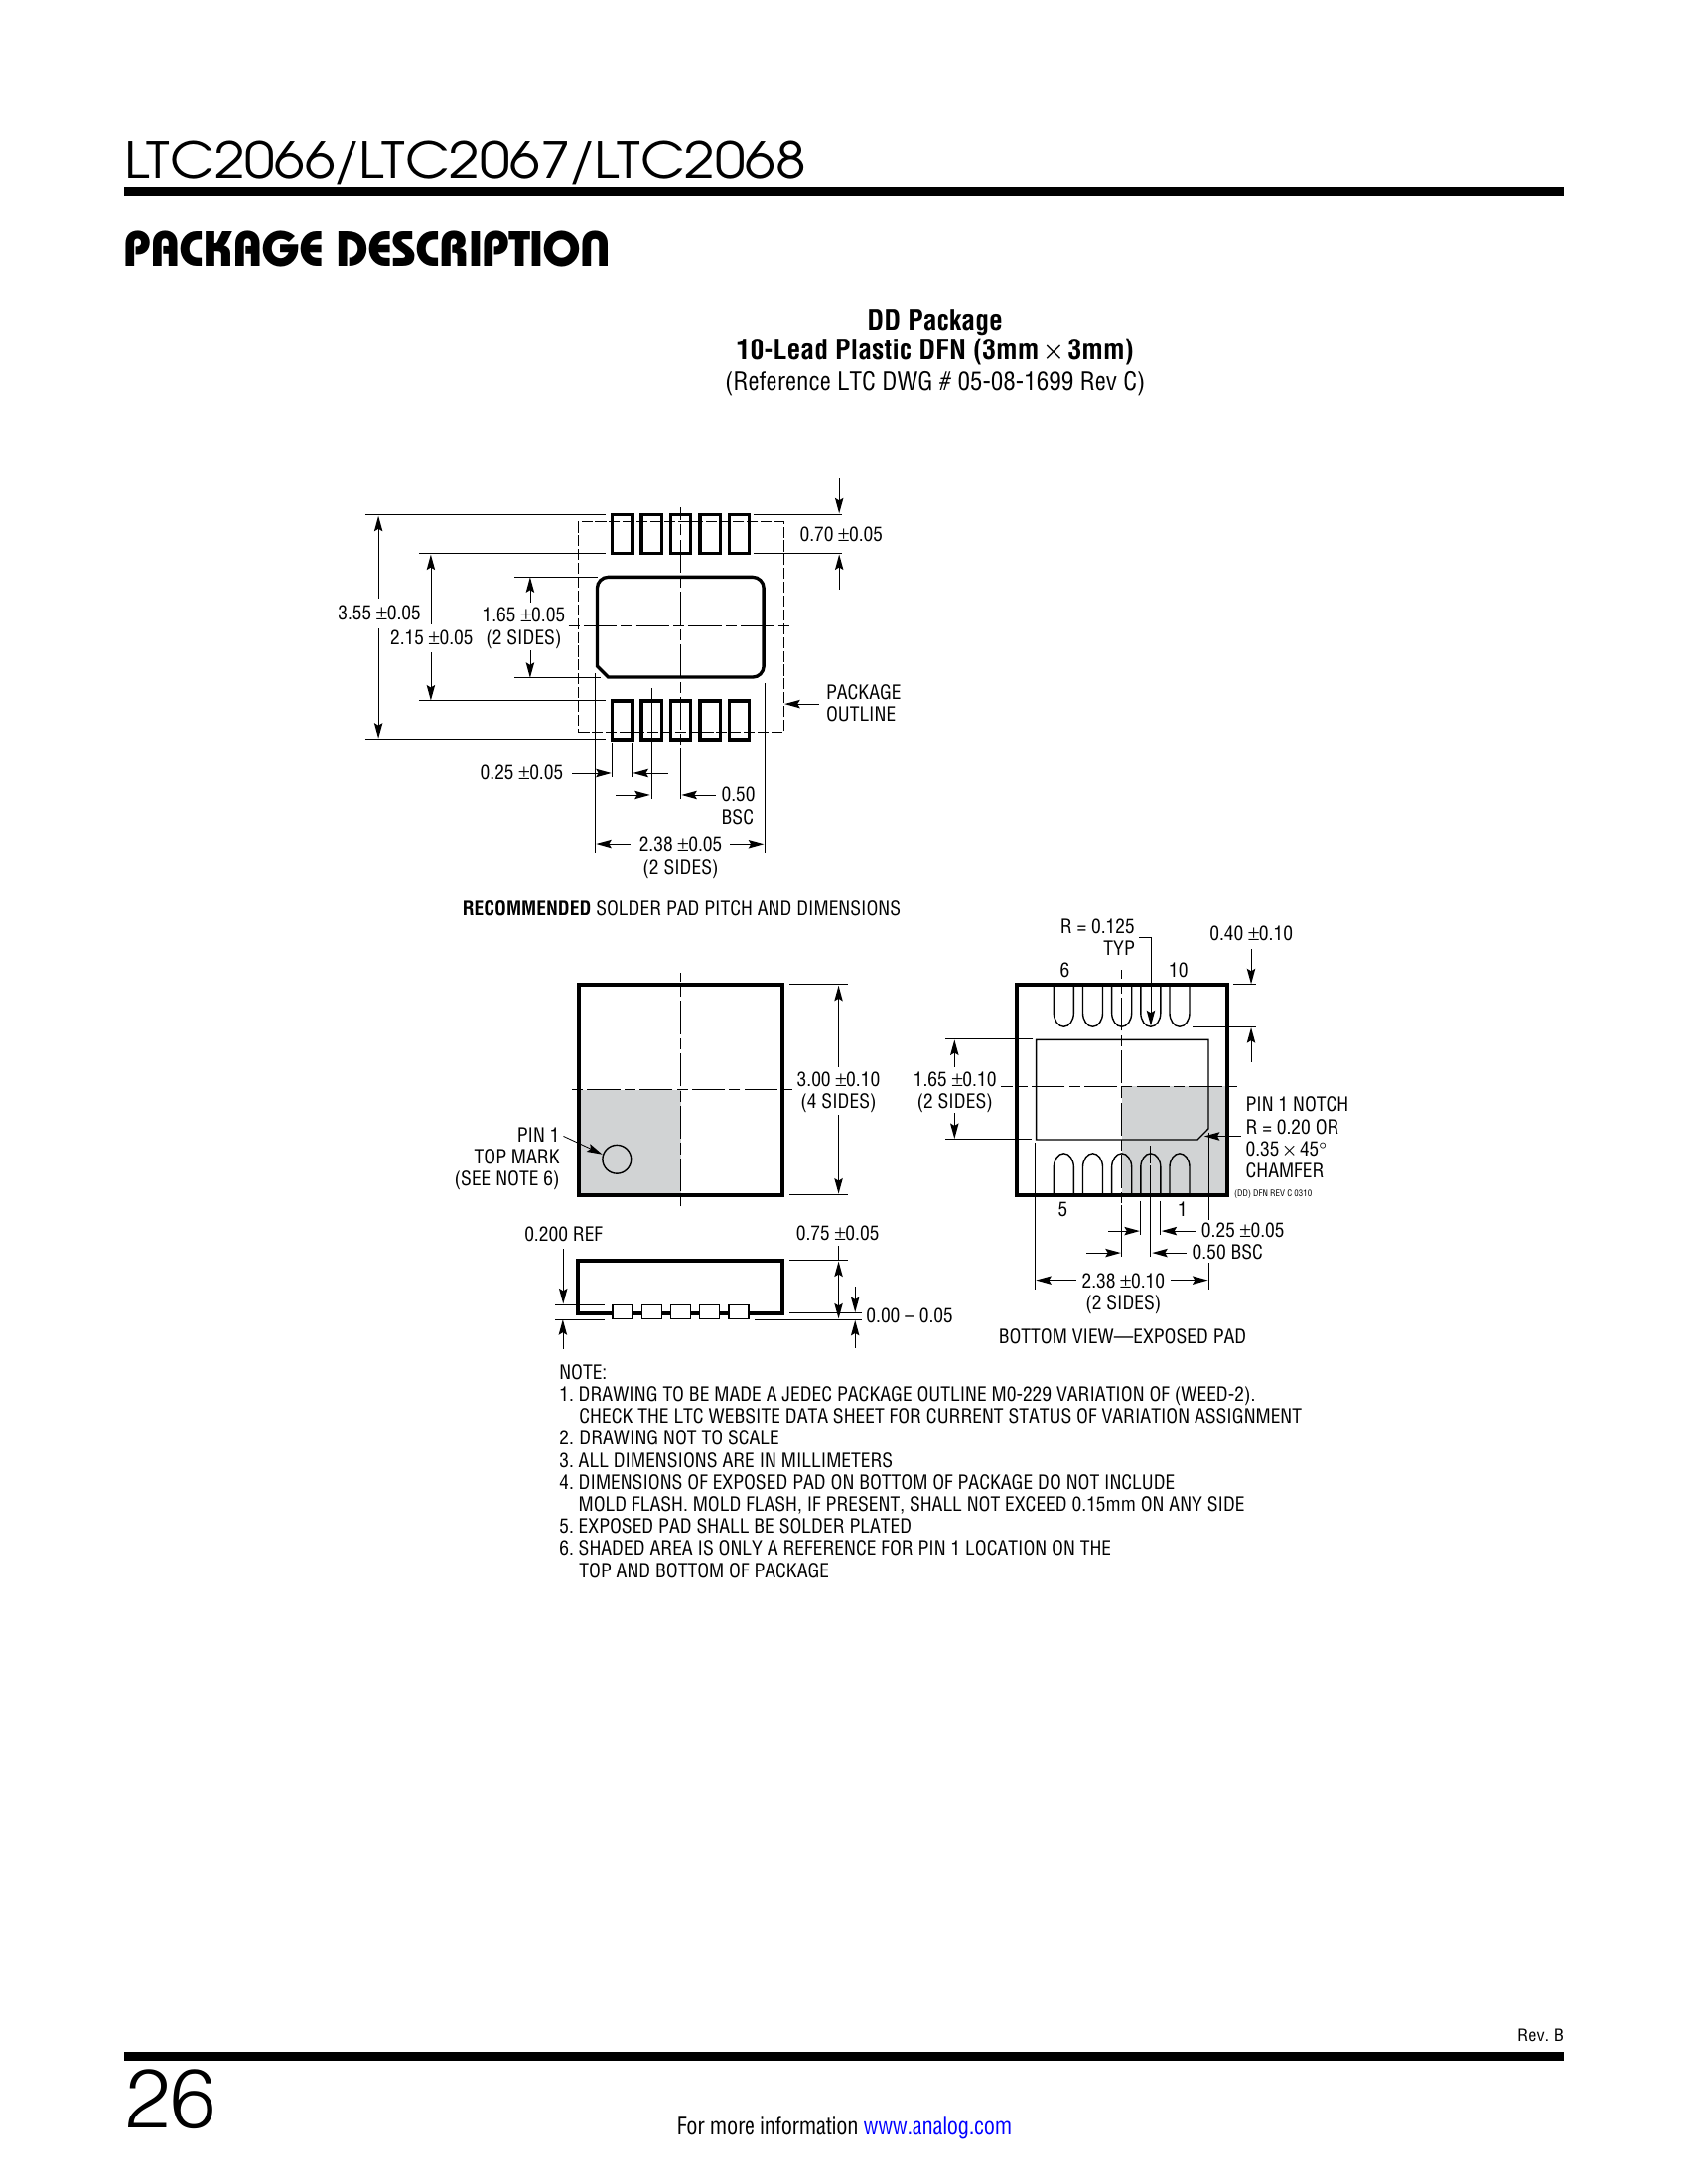 LTC2066/LTC2067/LTC2068
PACKAGE DESCRIPTION
DD Package
10-Lead Plastic DFN (3mm × 3mm)
(Reference LTC DWG # 05-08-1699 Rev C)
0.70 ±0.05
3.55 ±0.05
1.65 ±0.05
(2 SIDES)
2.15 ±0.05
PACKAGE
OUTLINE
0.25 ±0.05
0.50
BSC
2.38 ±0.05
(2 SIDES)
RECOMMENDED SOLDER PAD PITCH AND DIMENSIONS
R = 0.125
TYP
0.40 ±0.10
6
10
3.00 ±0.10
(4 SIDES)
1.65 ±0.10
(2 SIDES)
PIN 1
TOP MARK
(SEE NOTE 6)
PIN 1 NOTCH
R = 0.20 OR
0.35 × 45°
CHAMFER
(DD) DFN REV C 0310
5
1
0.25 ±0.05
0.50 BSC
2.38 ±0.10
(2 SIDES)
0.200 REF
0.75 ±0.05
0.00 – 0.05
BOTTOM VIEW—EXPOSED PAD
NOTE:
1. DRAWING TO BE MADE A JEDEC PACKAGE OUTLINE M0-229 VARIATION OF (WEED-2).
CHECK THE LTC WEBSITE DATA SHEET FOR CURRENT STATUS OF VARIATION ASSIGNMENT
2. DRAWING NOT TO SCALE
3. ALL DIMENSIONS ARE IN MILLIMETERS
4. DIMENSIONS OF EXPOSED PAD ON BOTTOM OF PACKAGE DO NOT INCLUDE
MOLD FLASH. MOLD FLASH, IF PRESENT, SHALL NOT EXCEED 0.15mm ON ANY SIDE
5. EXPOSED PAD SHALL BE SOLDER PLATED
6. SHADED AREA IS ONLY A REFERENCE FOR PIN 1 LOCATION ON THE
TOP AND BOTTOM OF PACKAGE
Rev. B
26
For more information www.analog.com